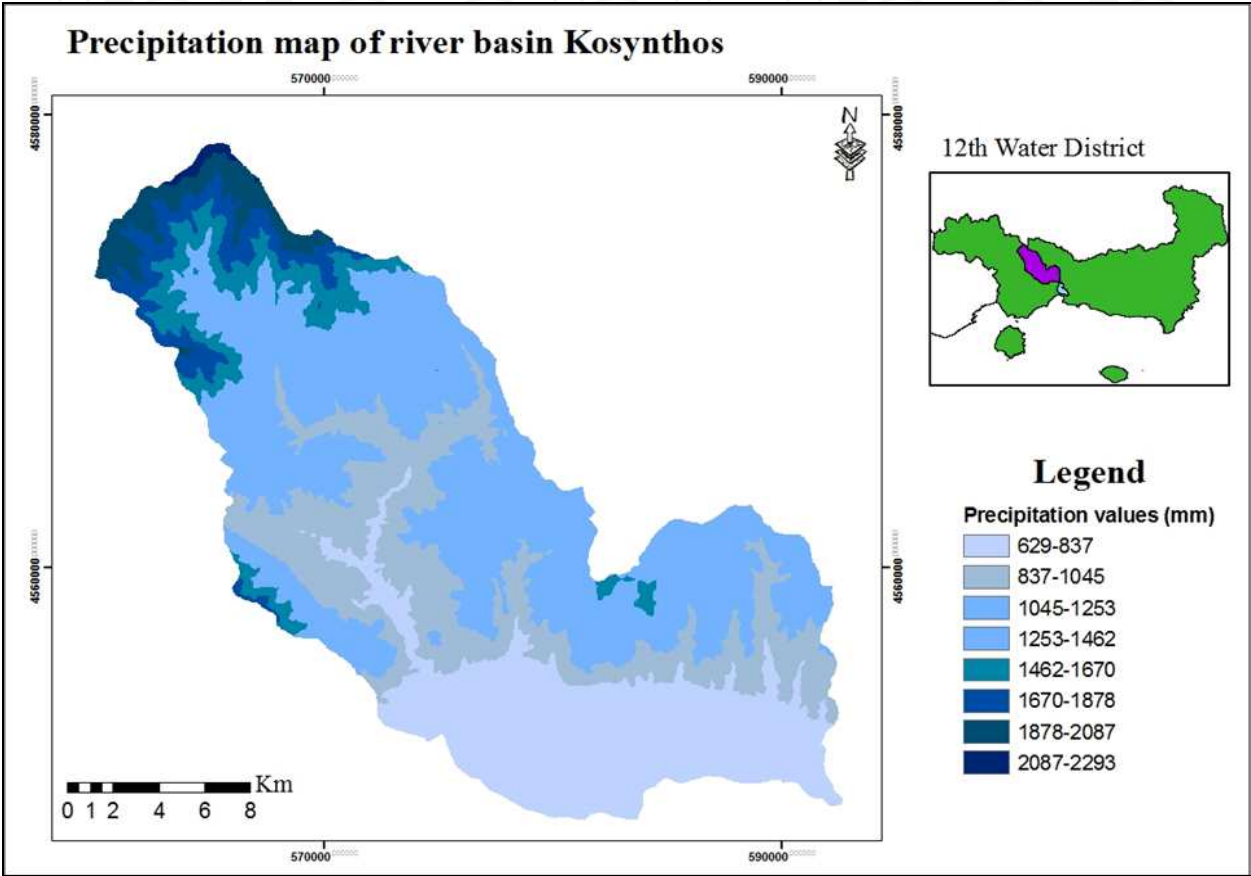 Precipitation map of river basin Kosynthos
570000
590000
4580000
4580000
N
12th Water District
Legend
Precipitation values (mm)
629-837
837-1045
1045-1253
1253-1462
1462-1670
1670-1878
1878-2087
2087-2293
4560000
4560000
Km
0 1 2 4 6 8
570000
590000